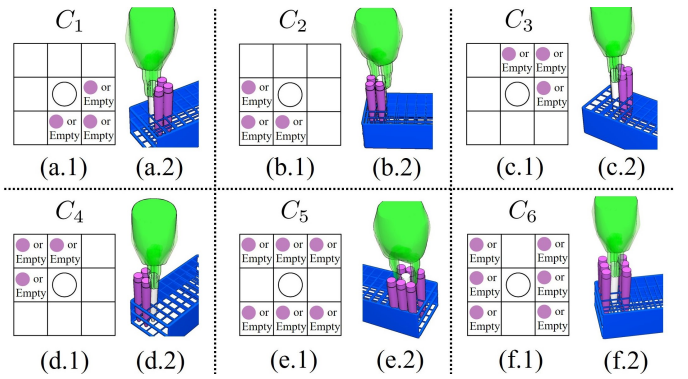 C₁
C₂
C₃
or
Empty
or
Empty
or
Empty
or
Empty
or
Empty
or
Empty
or
Empty
or
Empty
or
Empty
(a.1)
(a.2)
(b.1)
(b.2)
(c.1)
(c.2)
C₄
C₅
C₆
or
Empty
or
Empty
or
Empty
or
Empty
or
Empty
or
Empty
or
Empty
or
Empty
or
Empty
or
Empty
or
Empty
or
Empty
or
Empty
or
Empty
or
Empty
(d.1)
(d.2)
(e.1)
(e.2)
(f.1)
(f.2)